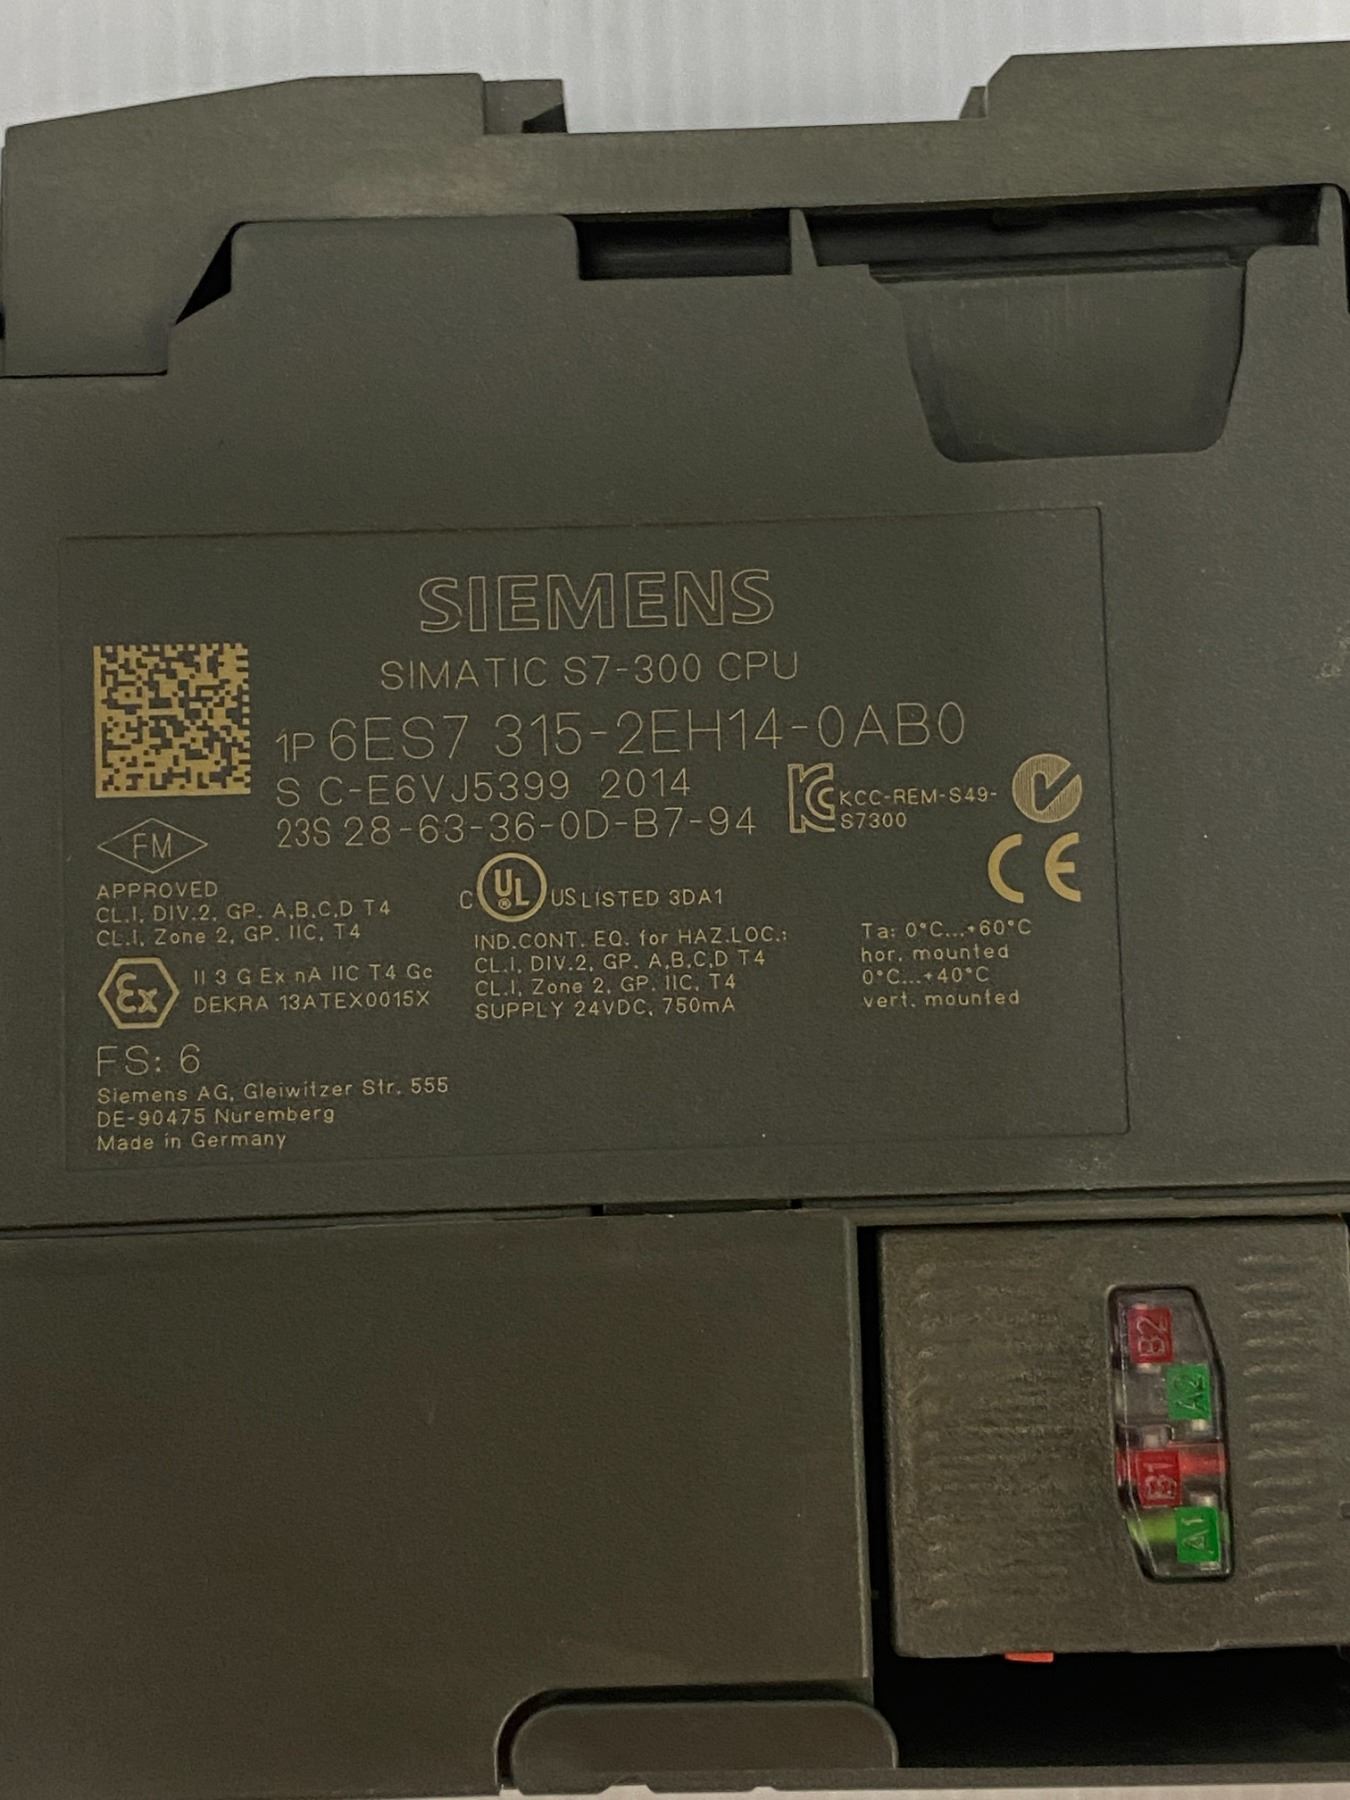 SIEMENS
SIMATIC S7-300 CPU
1P 6ES7 315-2EH14-0AB0
S C-E6VJ5399 2014
23S 28-63-36-0D-B7-94
KCC-REM-S49-
S7300
FM
APPROVED
CL.I, DIV.2, GP. A,B,C,D T4
CL.I, Zone 2, GP. IIC, T4
Ex
II 3 G Ex nA IIC T4 Gc
DEKRA 13ATEX0015X
C UL ® US LISTED 3DA1
IND.CONT. EQ. for HAZ.LOC.:
CL.I, DIV.2, GP. A,B,C,D T4
CL.I, Zone 2, GP. IIC, T4
SUPPLY 24VDC, 750mA
CE
Ta: 0°C...+60°C
hor. mounted
0°C...+40°C
vert. mounted
FS: 6
Siemens AG, Gleiwitzer Str. 555
DE-90475 Nuremberg
Made in Germany
B2
A2
B1
A1